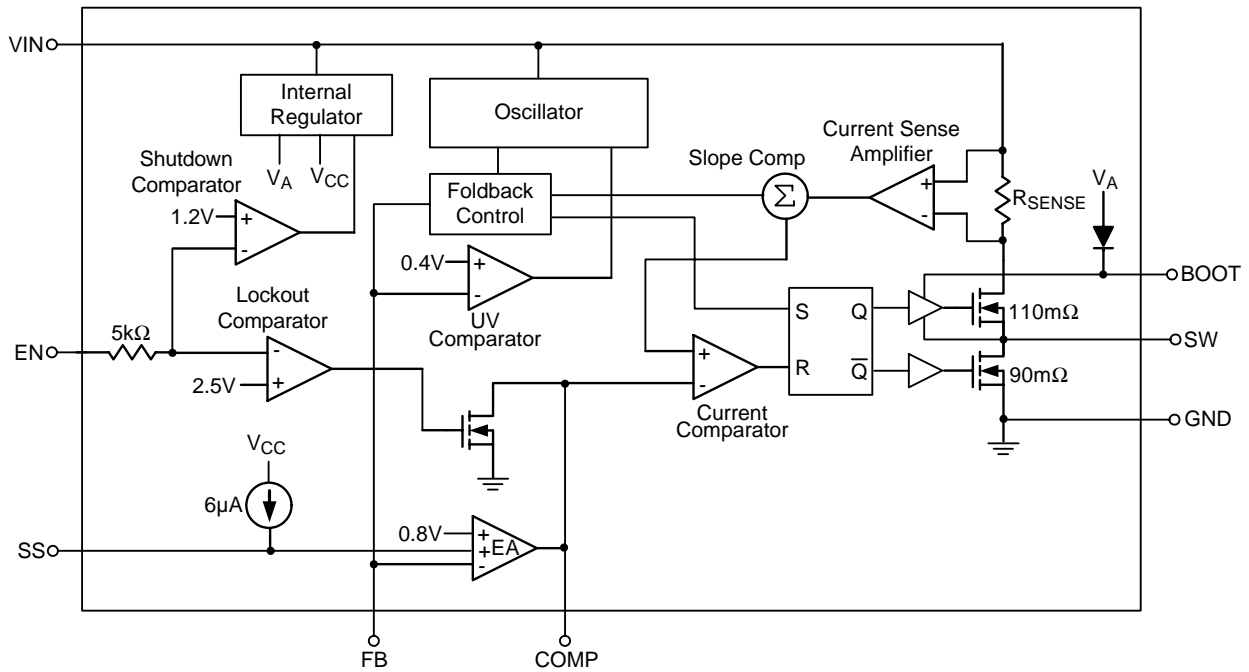 VIN
Internal
Regulator
Oscillator
Current Sense
Amplifier
Shutdown
Comparator
VA
VCC
Slope Comp
Foldback
Control
Σ
+
-
RSENSE
VA
1.2V
+
-
0.4V
+
-
UV
Comparator
BOOT
Lockout
Comparator
S
Q
110mΩ
5kΩ
EN
-
2.5V
+
+
-
R
Q̅
SW
90mΩ
Current
Comparator
GND
VCC
6µA
0.8V
+
SS
+
EA
-
FB
COMP